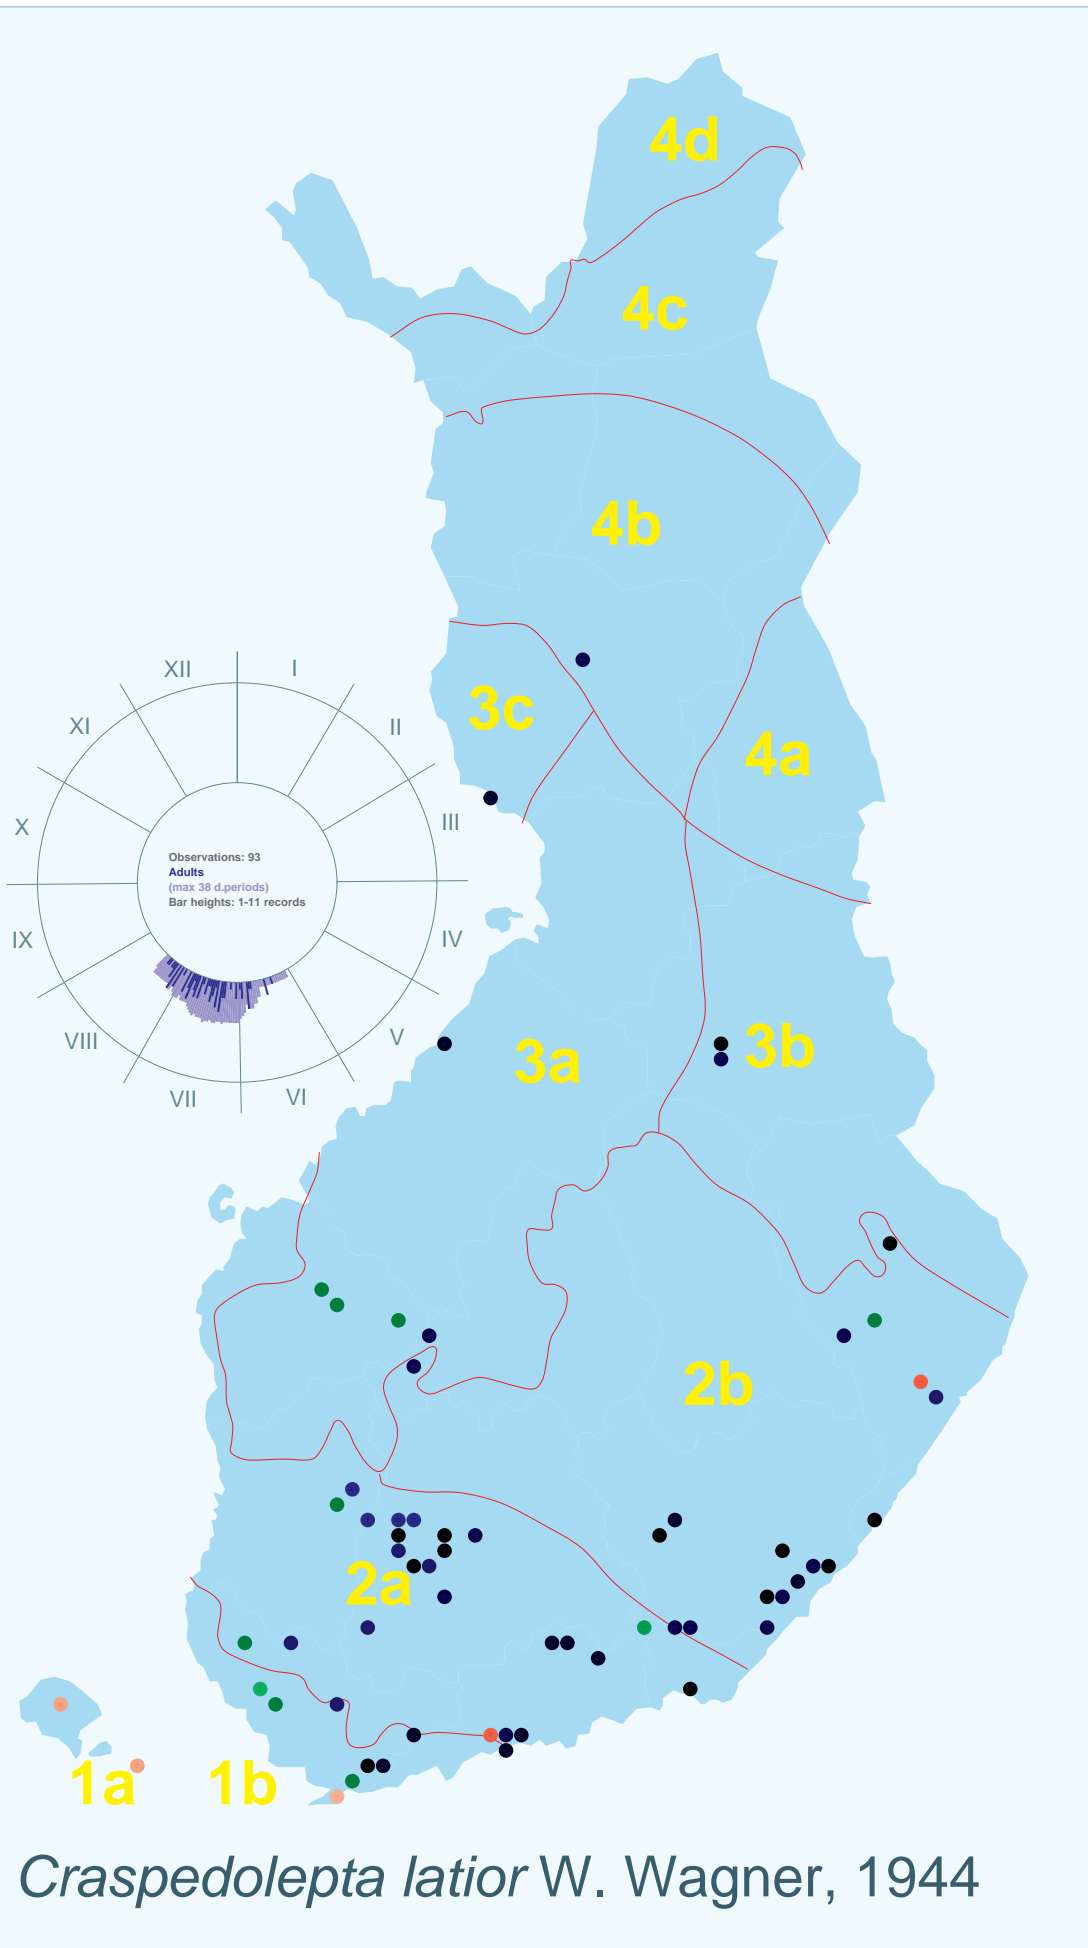 4d
4c
4b
XII
I
XI
II
3c
4a
X
III
Observations: 93
Adults
(max 38 d.periods)
Bar heights: 1-11 records
IX
IV
VIII
V
3a
3b
VII
VI
2b
2a
1a
1b
Craspedolepta latior W. Wagner, 1944